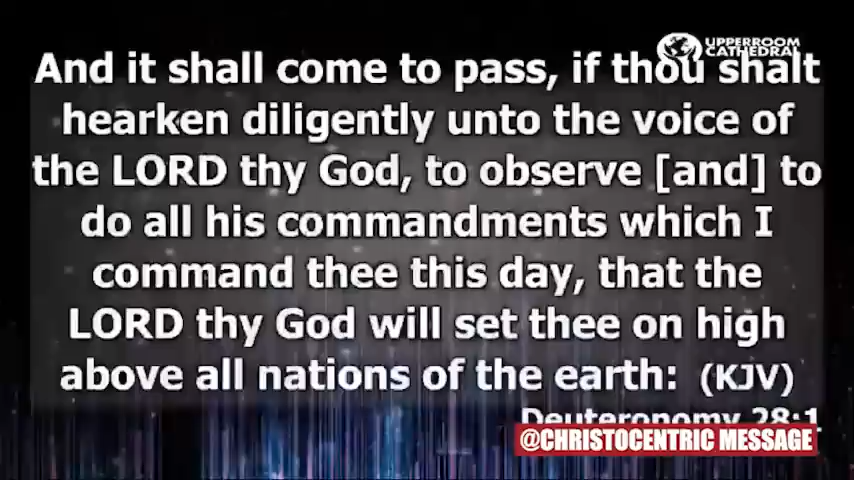 UPPERROOM
CATHEDRAL
And it shall come to pass, if thou shalt
hearken diligently unto the voice of
the LORD thy God, to observe [and] to
do all his commandments which I
command thee this day, that the
LORD thy God will set thee on high
above all nations of the earth: (KJV)
Deuteronomy 28:1
@CHRISTOCENTRIC MESSAGE